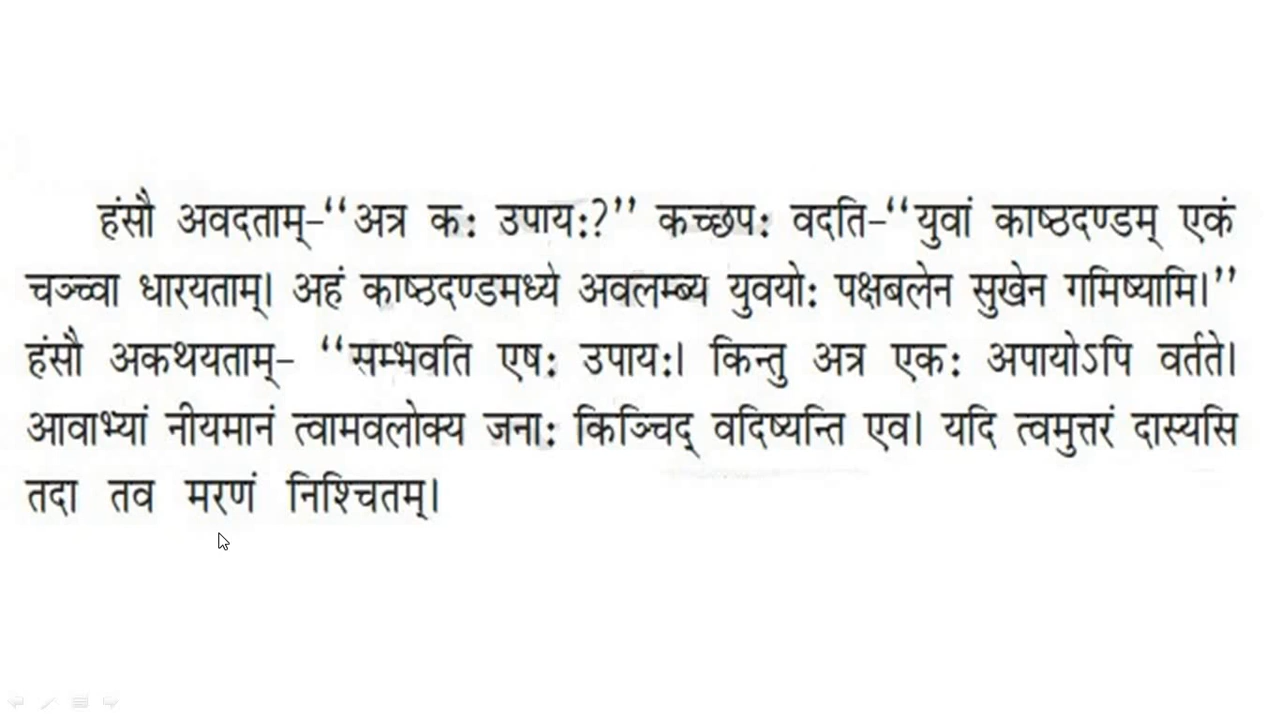 हंसौ अवदताम्-‘‘अत्र कः उपायः?’’ कच्छपः वदति-‘‘युवां काष्ठदण्डम् एकं
चञ्च्वा धारयताम्। अहं काष्ठदण्डमध्ये अवलम्ब्य युवयोः पक्षबलेन सुखेन गमिष्यामि।’’
हंसौ अकथयताम्- ‘‘सम्भवति एषः उपायः। किन्तु अत्र एकः अपायोऽपि वर्तते।
आवाभ्यां नीयमानं त्वामवलोक्य जनाः किञ्चिद् वदिष्यन्ति एव। यदि त्वमुत्तरं दास्यसि
तदा तव मरणं निश्चितम्।